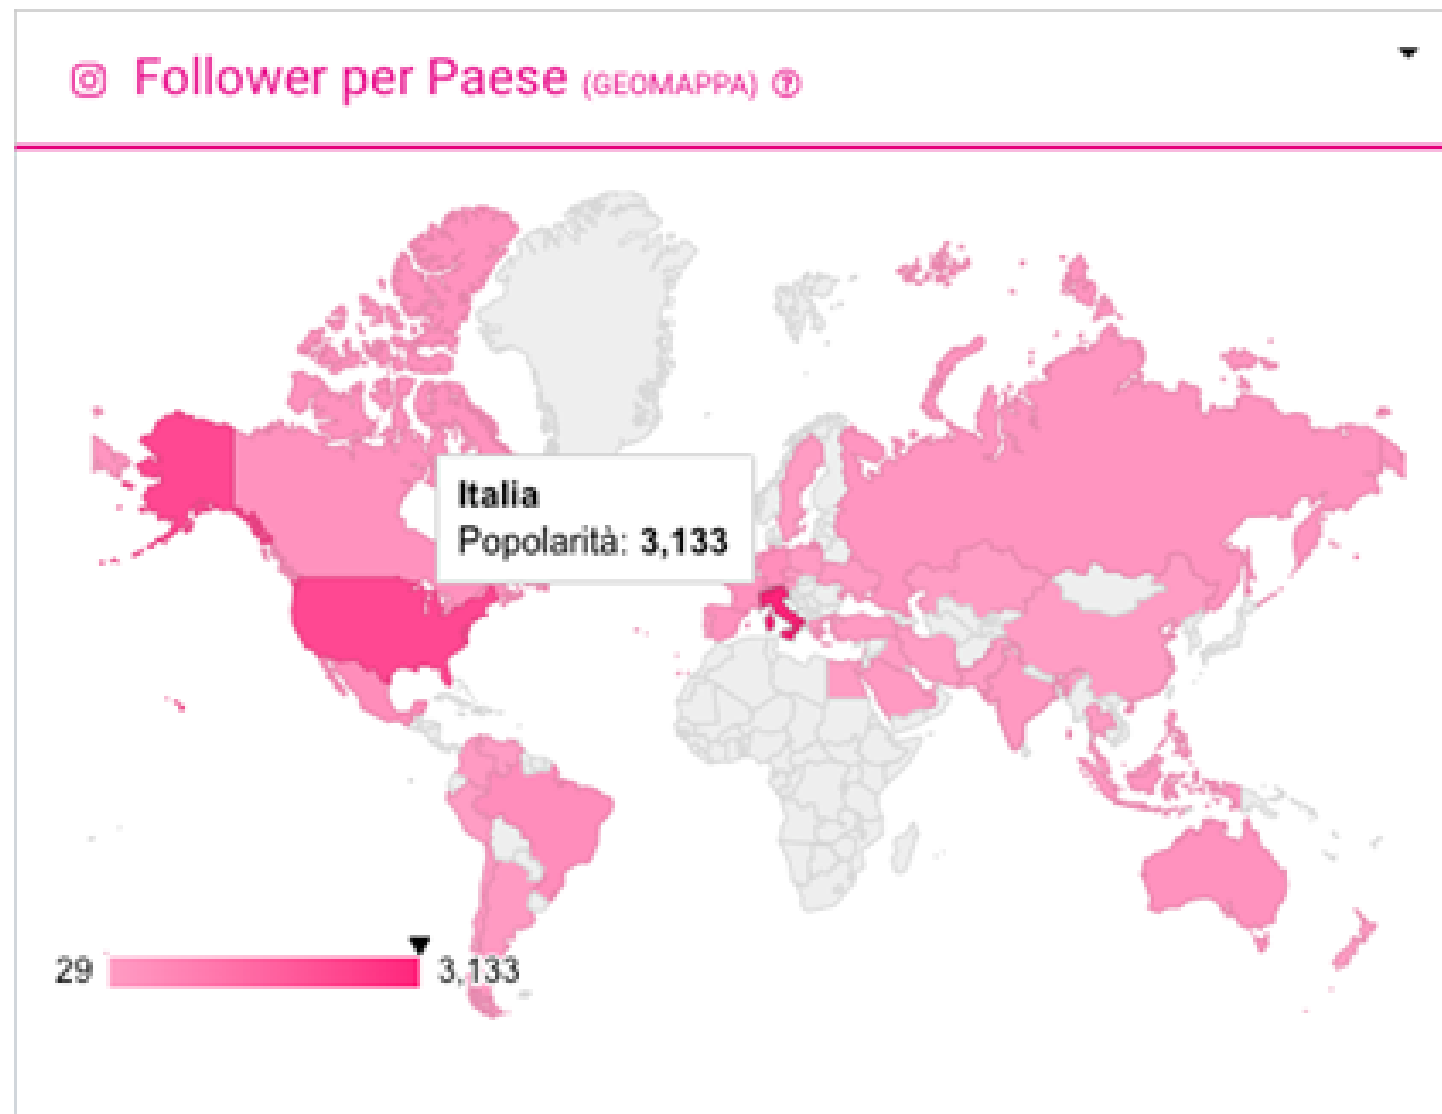 Follower per Paese (GEOMAPPA)
Italia
Popolarità: 3,133
29
3,133